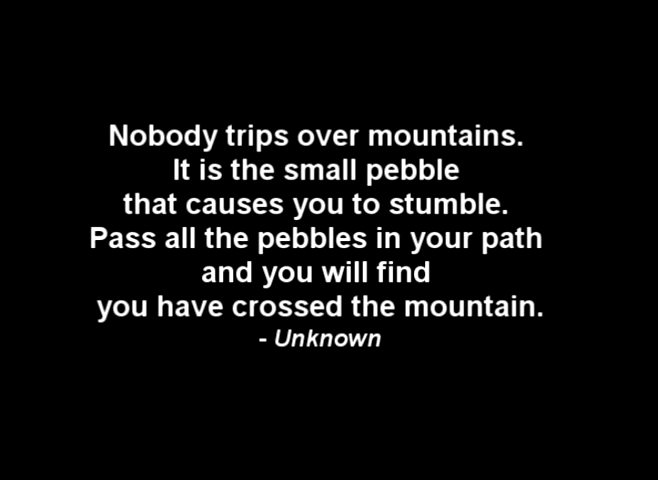 Nobody trips over mountains.
It is the small pebble
that causes you to stumble.
Pass all the pebbles in your path
and you will find
you have crossed the mountain.
- Unknown